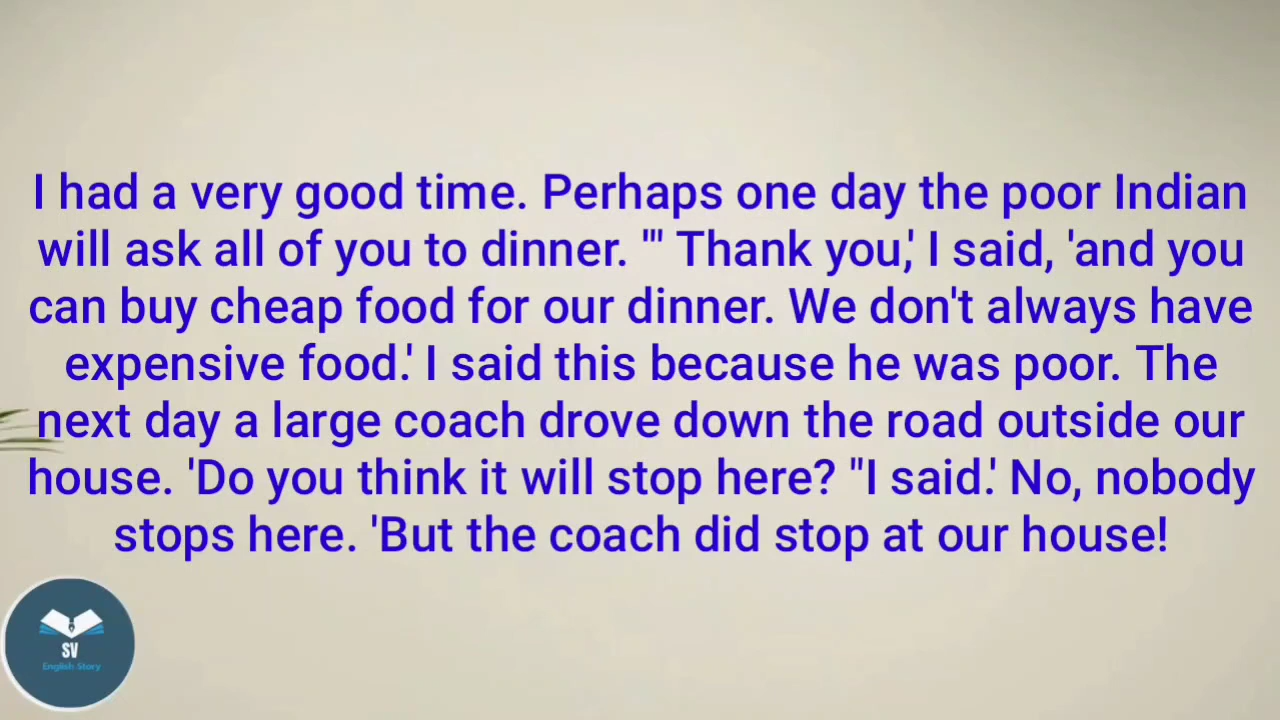 I had a very good time. Perhaps one day the poor Indian
will ask all of you to dinner. '" Thank you,' I said, 'and you
can buy cheap food for our dinner. We don't always have
expensive food.' I said this because he was poor. The
next day a large coach drove down the road outside our
house. 'Do you think it will stop here? "I said.' No, nobody
stops here. 'But the coach did stop at our house!
SV
English Story